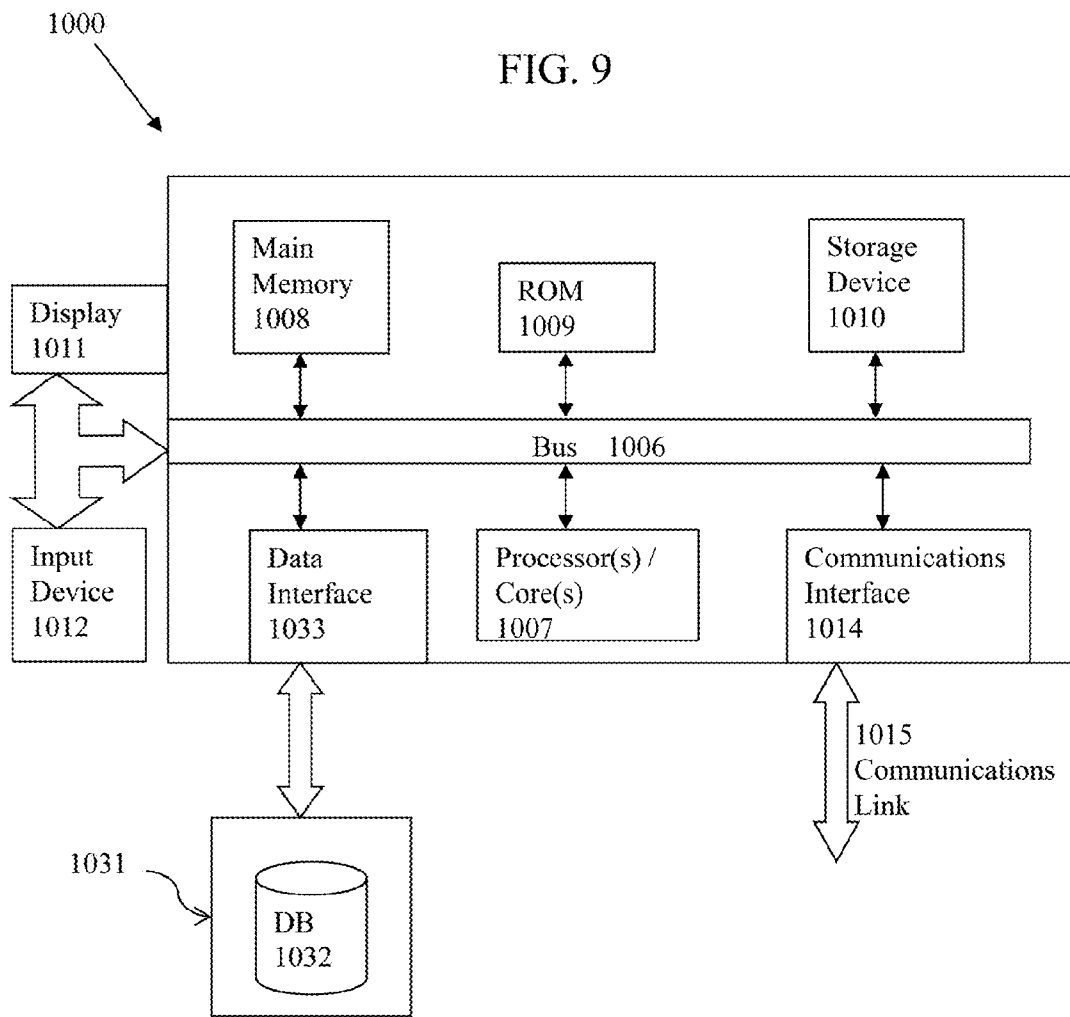 1000
FIG. 9
Main
Memory
1008
ROM
1009
Storage
Device
1010
Display
1011
Bus 1006
Input
Device
1012
Data
Interface
1033
Processor(s) /
Core(s)
1007
Communications
Interface
1014
1015
Communications
Link
1031
DB
1032